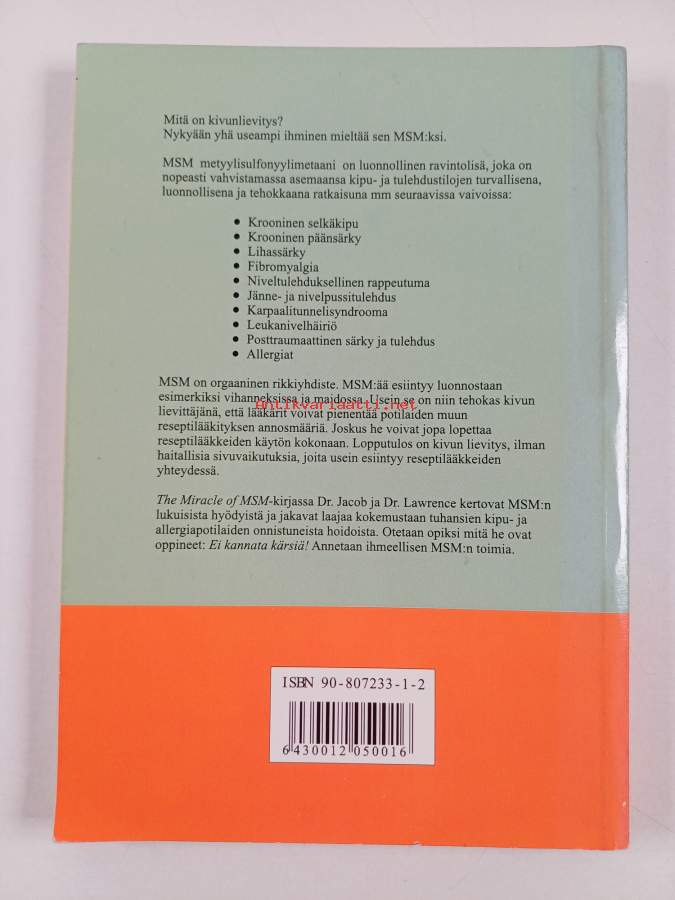 Mitä on kivunlievitys?
Nykyään yhä useampi ihminen mieltää sen MSM:ksi.
MSM metyylisulfonyylimetaani on luonnollinen ravintolisä, joka on
nopeasti vahvistamassa asemaansa kipu- ja tulehdustilojen turvallisena,
luonnollisena ja tehokkaana ratkaisuna mm seuraavissa vaivoissa:
• Krooninen selkäkipu
• Krooninen päänsärky
• Lihassärky
• Fibromyalgia
• Niveltulehduksellinen rappeutuma
• Jänne- ja nivelpussitulehdus
• Karpaalitunnelisyndrooma
• Leukanivelhäiriö
• Posttraumaattinen särky ja tulehdus
• Allergiat
MSM on orgaaninen rikkiyhdiste. MSM:ää esiintyy luonnostaan
esimerkiksi vihanneksissa ja maidossa. Usein se on niin tehokas kivun
Antikvariaatti.net
lievittäjänä, että lääkärit voivat pienentää potilaiden muun
reseptilääkityksen annosmääriä. Joskus he voivat jopa lopettaa
reseptilääkkeiden käytön kokonaan. Lopputulos on kivun lievitys, ilman
haitallisia sivuvaikutuksia, joita usein esiintyy reseptilääkkeiden
yhteydessä.
The Miracle of MSM-kirjassa Dr. Jacob ja Dr. Lawrence kertovat MSM:n
lukuisista hyödyistä ja jakavat laajaa kokemustaan tuhansien kipu- ja
allergiapotilaiden onnistuneista hoidoista. Otetaan opiksi mitä he ovat
oppineet: Ei kannata kärsiä! Annetaan ihmeellisen MSM:n toimia.
ISBN 90-807233-1-2
6 430012 050016